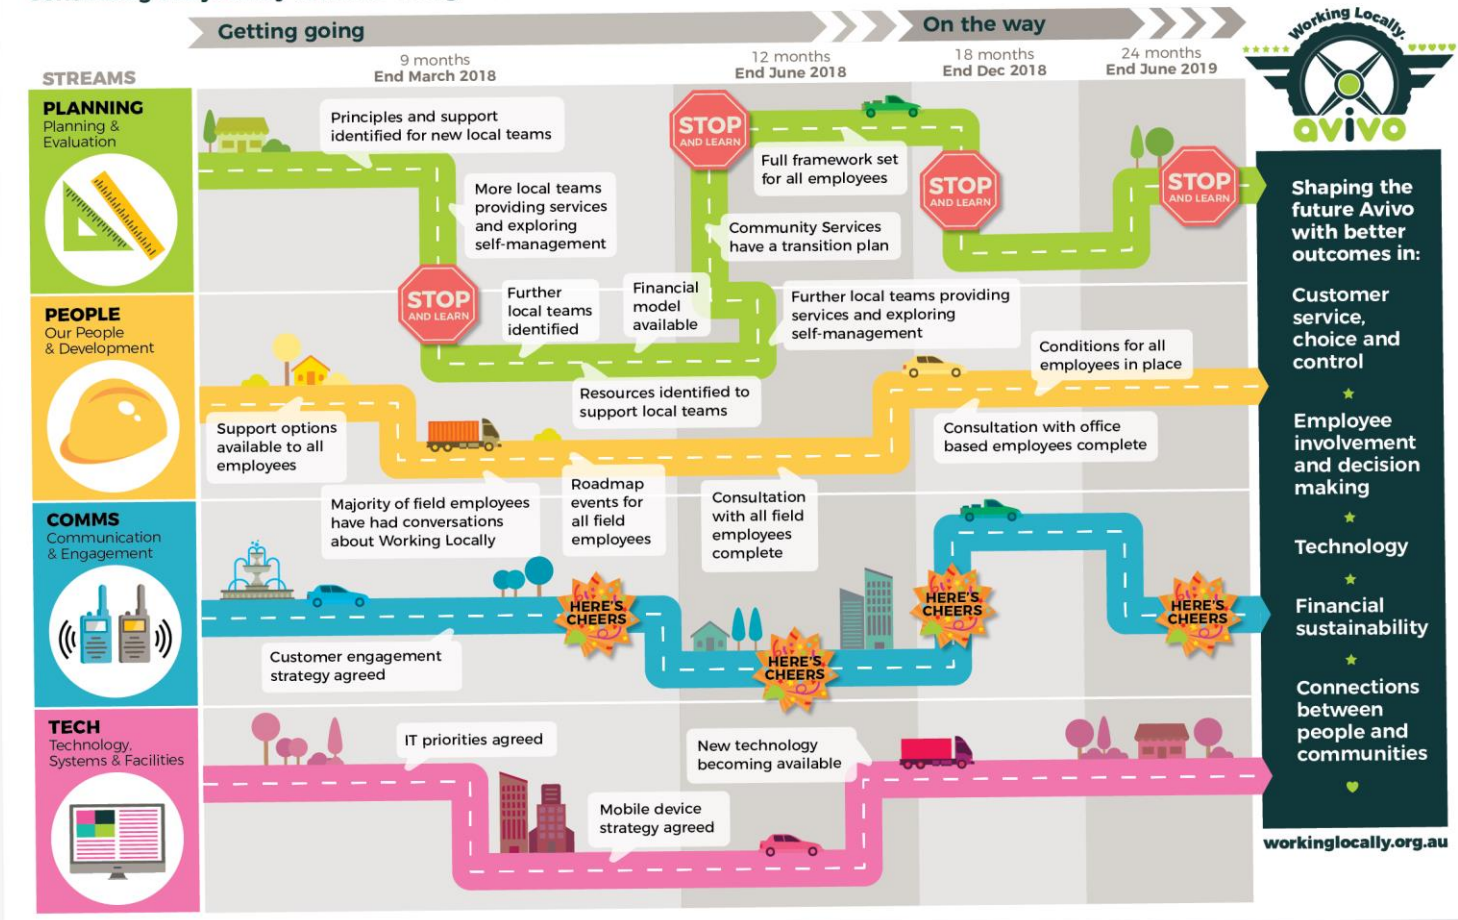 Getting going
On the way
9 months
End March 2018
12 months
End June 2018
18 months
End Dec 2018
24 months
End June 2019
STREAMS
Working Locally.
avivo
PLANNING
Planning &
Evaluation
Principles and support
identified for new local teams
More local teams
providing services
and exploring
self-management
STOP
AND LEARN
Further
local teams
identified
Financial
model
available
Resources identified to
support local teams
Further local teams providing
services and exploring
self-management
Community Services
have a transition plan
STOP
AND LEARN
Full framework set
for all employees
STOP
AND LEARN
STOP
AND LEARN
PEOPLE
Our People
& Development
Support options
available to all
employees
Majority of field employees
have had conversations
about Working Locally
Roadmap
events for
all field
employees
Consultation
with all field
employees
complete
Consultation with office
based employees complete
Conditions for all
employees in place
COMMS
Communication
& Engagement
Customer engagement
strategy agreed
HERE'S
CHEERS
HERE'S
CHEERS
HERE'S
CHEERS
HERE'S
CHEERS
TECH
Technology,
Systems & Facilities
IT priorities agreed
Mobile device
strategy agreed
New technology
becoming available
Shaping the
future Avivo
with better
outcomes in:
Customer
service,
choice and
control
Employee
involvement
and decision
making
Technology
Financial
sustainability
Connections
between
people and
communities
workinglocally.org.au